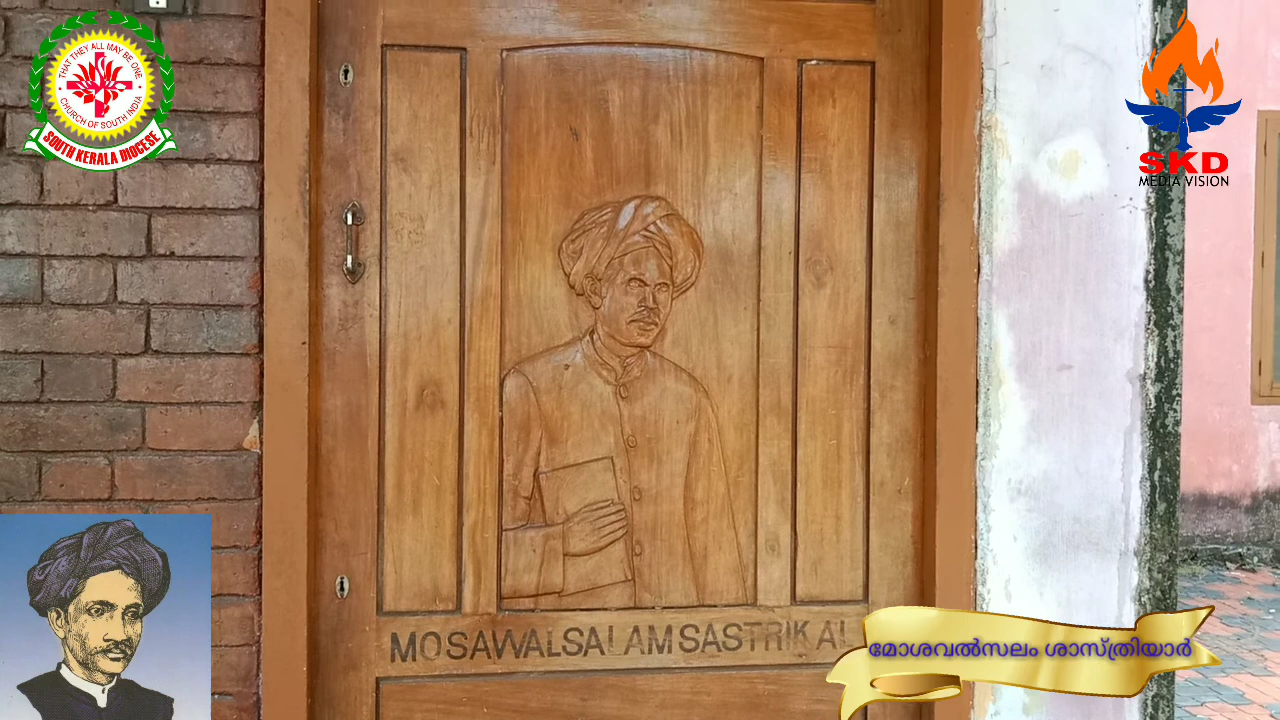 THAT THEY ALL MAY BE ONE
CHURCH OF SOUTH INDIA
SOUTH KERALA DIOCESE
SKD
MEDIA VISION
MOSAWALSALAMSASTRIKAL
മോശവൽസലം ശാസ്ത്രിയാർ